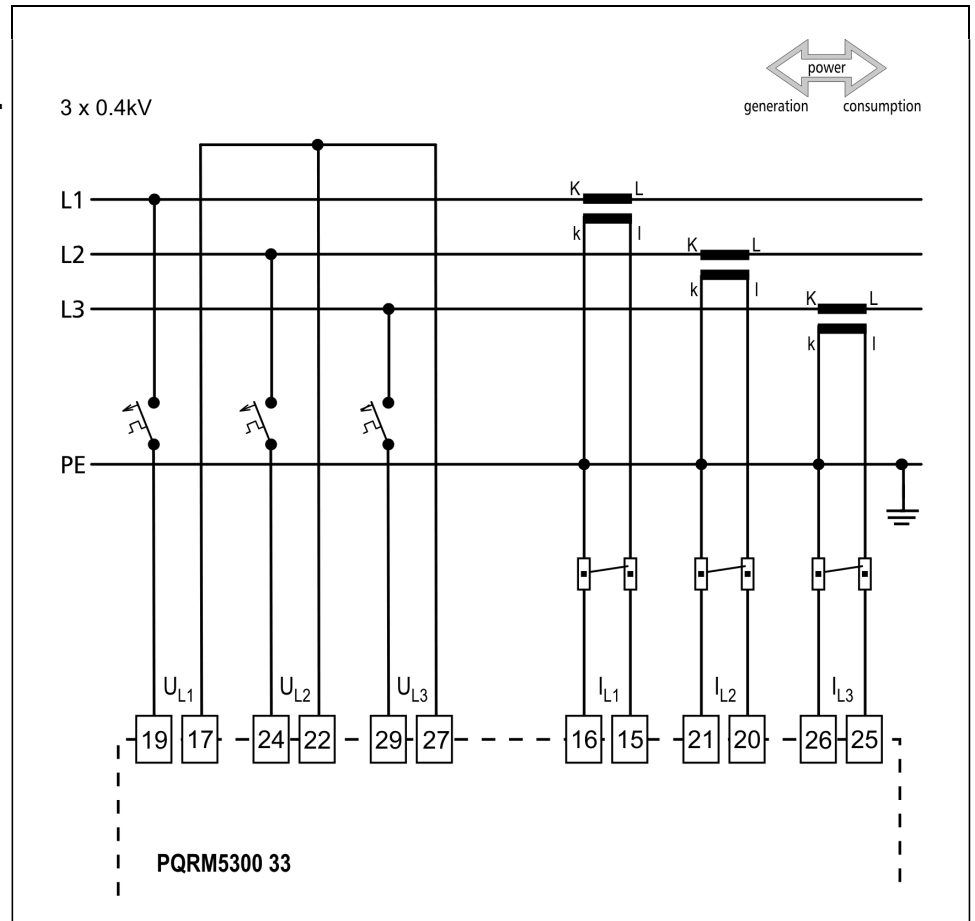 power
generation consumption
3 x 0.4kV
L1
K L
k l
L2
K L
k l
L3
K L
k l
PE
UL1 UL2 UL3 IL1 IL2 IL3
19 17 24 22 29 27 16 15 21 20 26 25
PQRM5300 33